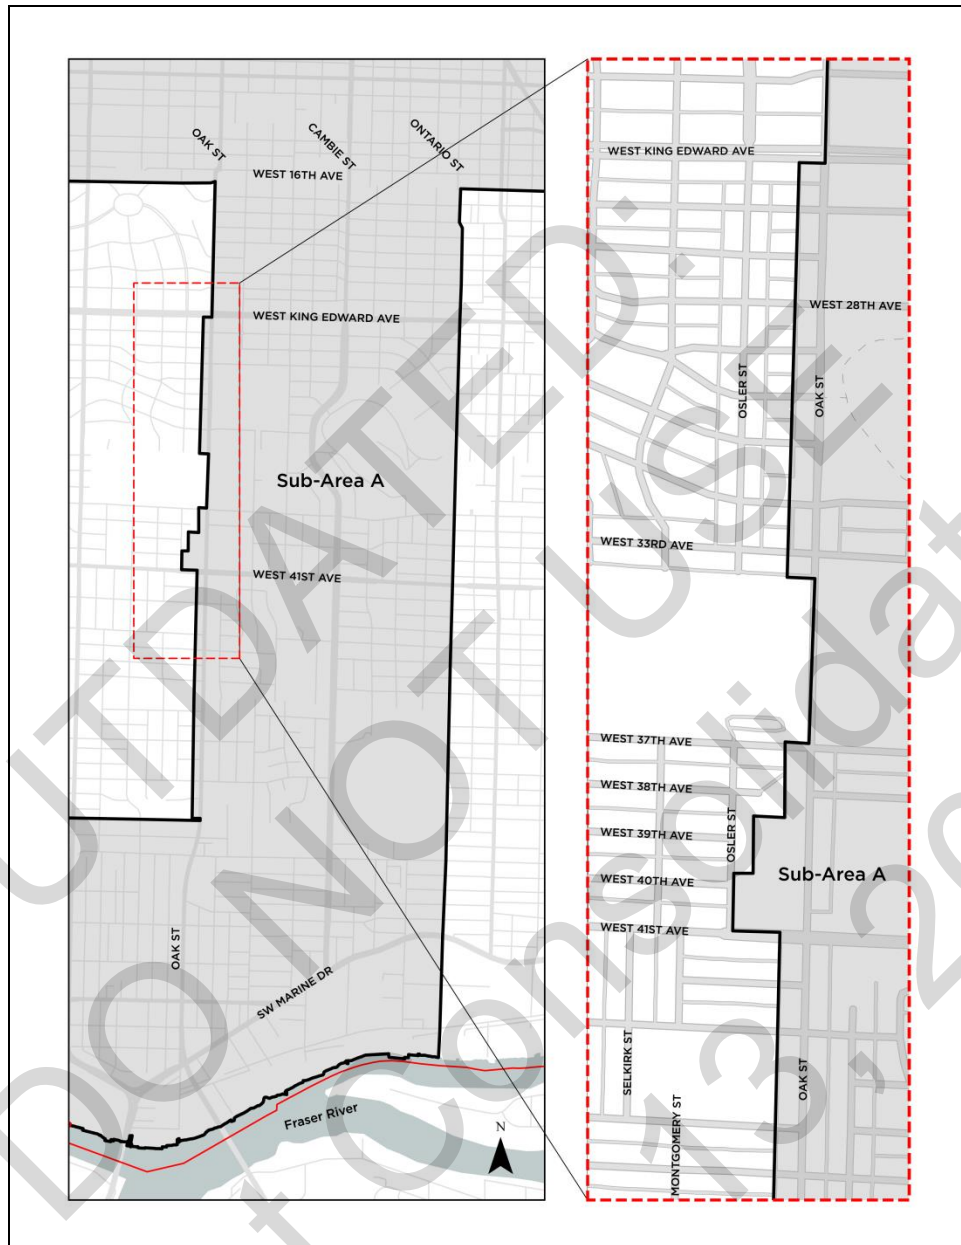 OAK ST
CAMBIE ST
ONTARIO ST
WEST 16TH AVE
WEST KING EDWARD AVE
Sub-Area A
WEST 41ST AVE
OAK ST
SW MARINE DR
Fraser River
N
WEST KING EDWARD AVE
WEST 28TH AVE
OSLER ST
OAK ST
WEST 33RD AVE
WEST 37TH AVE
WEST 38TH AVE
OSLER ST
WEST 39TH AVE
Sub-Area A
WEST 40TH AVE
WEST 41ST AVE
SELKIRK ST
OAK ST
MONTGOMERY ST
UTDATED.
DO NOT USE.
t Consolidat
13, 20